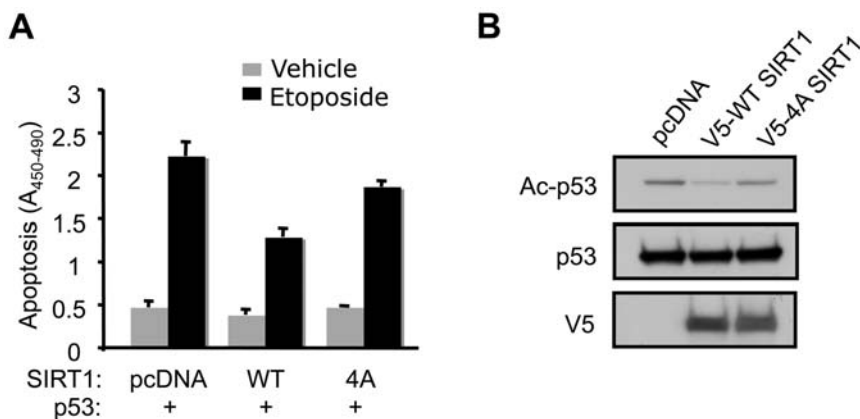 A
Vehicle
Etoposide
3
2.5
2
1.5
1
0.5
0
Apoptosis (A450-490)
SIRT1: pcDNA WT 4A
p53: + + +
B
pcDNA
V5-WT SIRT1
V5-4A SIRT1
Ac-p53
p53
V5